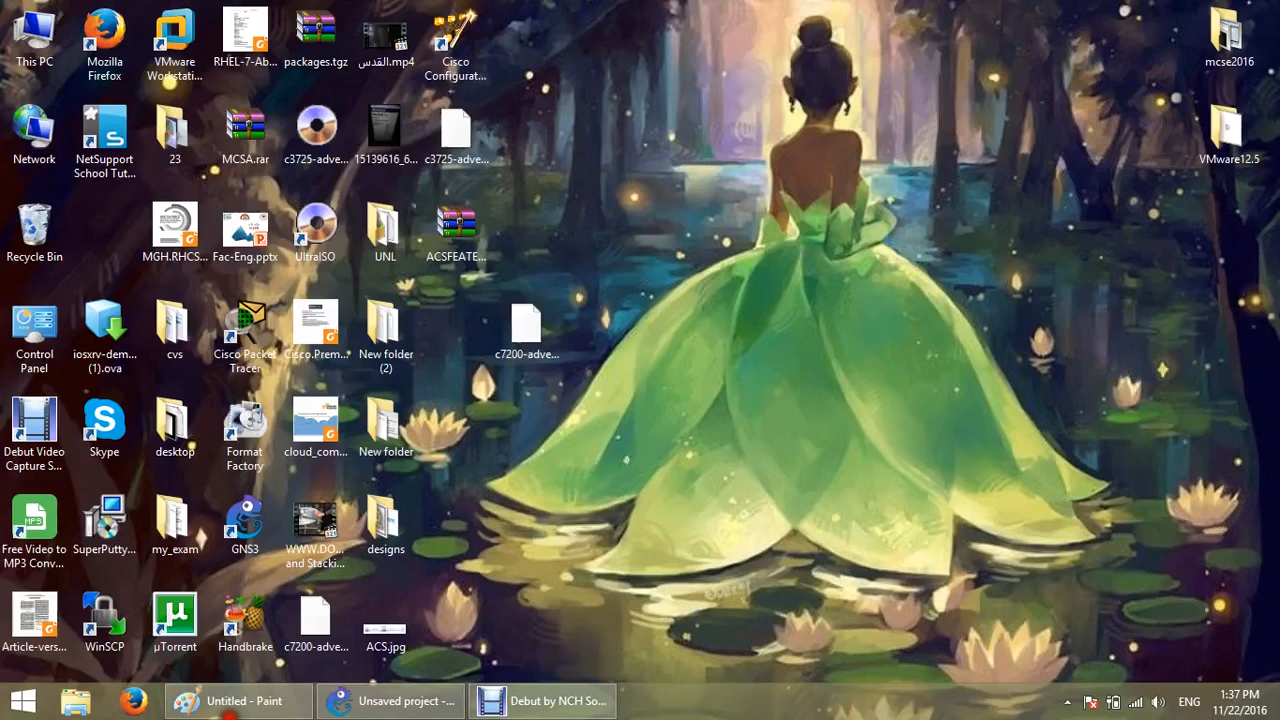 This PC
Mozilla
Firefox
VMware
Workstati...
RHEL-7-Ab...
packages.tgz
القدس.mp4
Cisco
Configurat...
mcse2016
Network
NetSupport
School Tut...
23
MCSA.rar
c3725-adve...
15139616_6...
c3725-adve...
VMware12.5
Recycle Bin
MGH.RHCS...
Fac-Eng.pptx
UltraISO
UNL
ACSFEATE...
Control
Panel
iosxrv-dem...
(1).ova
cvs
Cisco Packet
Tracer
Cisco.Prem...
New folder
(2)
c7200-adve...
Debut Video
Capture S...
Skype
desktop
Format
Factory
cloud_com...
New folder
Free Video to
MP3 Conv...
SuperPutty...
my_exam
GNS3
WWW.DO...
and Stacki...
designs
Article-vers...
WinSCP
µTorrent
Handbrake
c7200-adve...
ACS.jpg
Untitled - Paint
Unsaved project -...
Debut by NCH So...
ENG
1:37 PM
11/22/2016